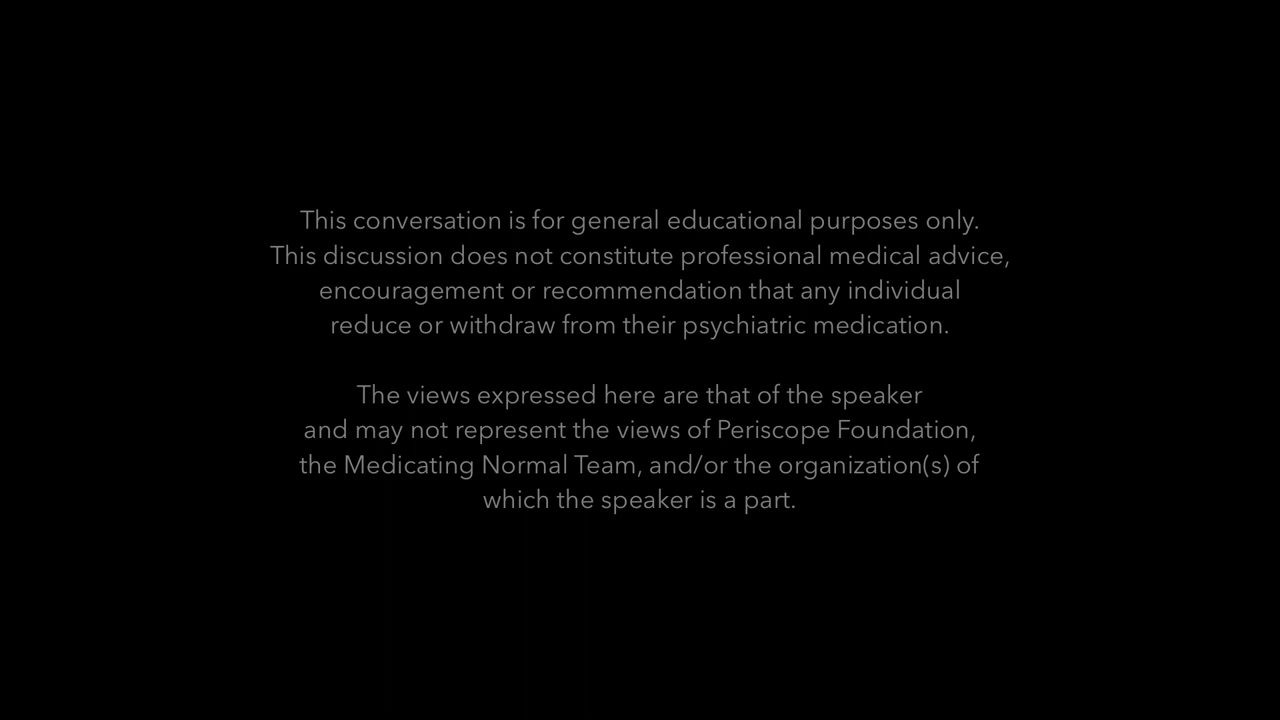 This conversation is for general educational purposes only.
This discussion does not constitute professional medical advice,
encouragement or recommendation that any individual
reduce or withdraw from their psychiatric medication.
The views expressed here are that of the speaker
and may not represent the views of Periscope Foundation,
the Medicating Normal Team, and/or the organization(s) of
which the speaker is a part.